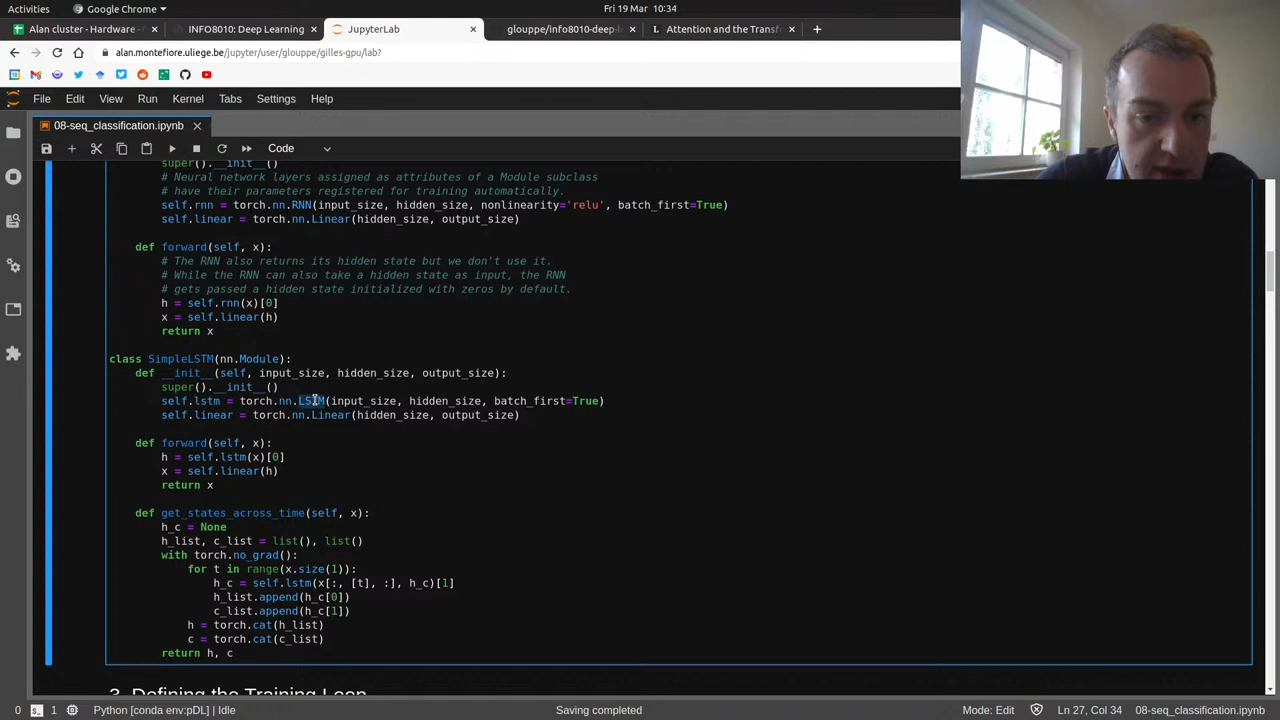 Activities
Google Chrome
Fri 19 Mar 10:34
Alan cluster - Hardware -
INFO8010: Deep Learning
JupyterLab
glouppe/info8010-deep-l
Attention and the Transf
alan.montefiore.uliege.be/jupyter/user/glouppe/gilles-gpu/lab?
File Edit View Run Kernel Tabs Settings Help
08-seq_classification.ipynb
Code
super().__init__()
# Neural network layers assigned as attributes of a Module subclass
# have their parameters registered for training automatically.
self.rnn = torch.nn.RNN(input_size, hidden_size, nonlinearity='relu', batch_first=True)
self.linear = torch.nn.Linear(hidden_size, output_size)
def forward(self, x):
# The RNN also returns its hidden state but we don't use it.
# While the RNN can also take a hidden state as input, the RNN
# gets passed a hidden state initialized with zeros by default.
h = self.rnn(x)[0]
x = self.linear(h)
return x
class SimpleLSTM(nn.Module):
def __init__(self, input_size, hidden_size, output_size):
super().__init__()
self.lstm = torch.nn.LSTM(input_size, hidden_size, batch_first=True)
self.linear = torch.nn.Linear(hidden_size, output_size)
def forward(self, x):
h = self.lstm(x)[0]
x = self.linear(h)
return x
def get_states_across_time(self, x):
h_c = None
h_list, c_list = list(), list()
with torch.no_grad():
for t in range(x.size(1)):
h_c = self.lstm(x[:, [t], :], h_c)[1]
h_list.append(h_c[0])
c_list.append(h_c[1])
h = torch.cat(h_list)
c = torch.cat(c_list)
return h, c
3. Defining the Training Loop
0 1 Python [conda env:pDL] | Idle
Saving completed
Mode: Edit
Ln 27, Col 34
08-seq_classification.ipynb